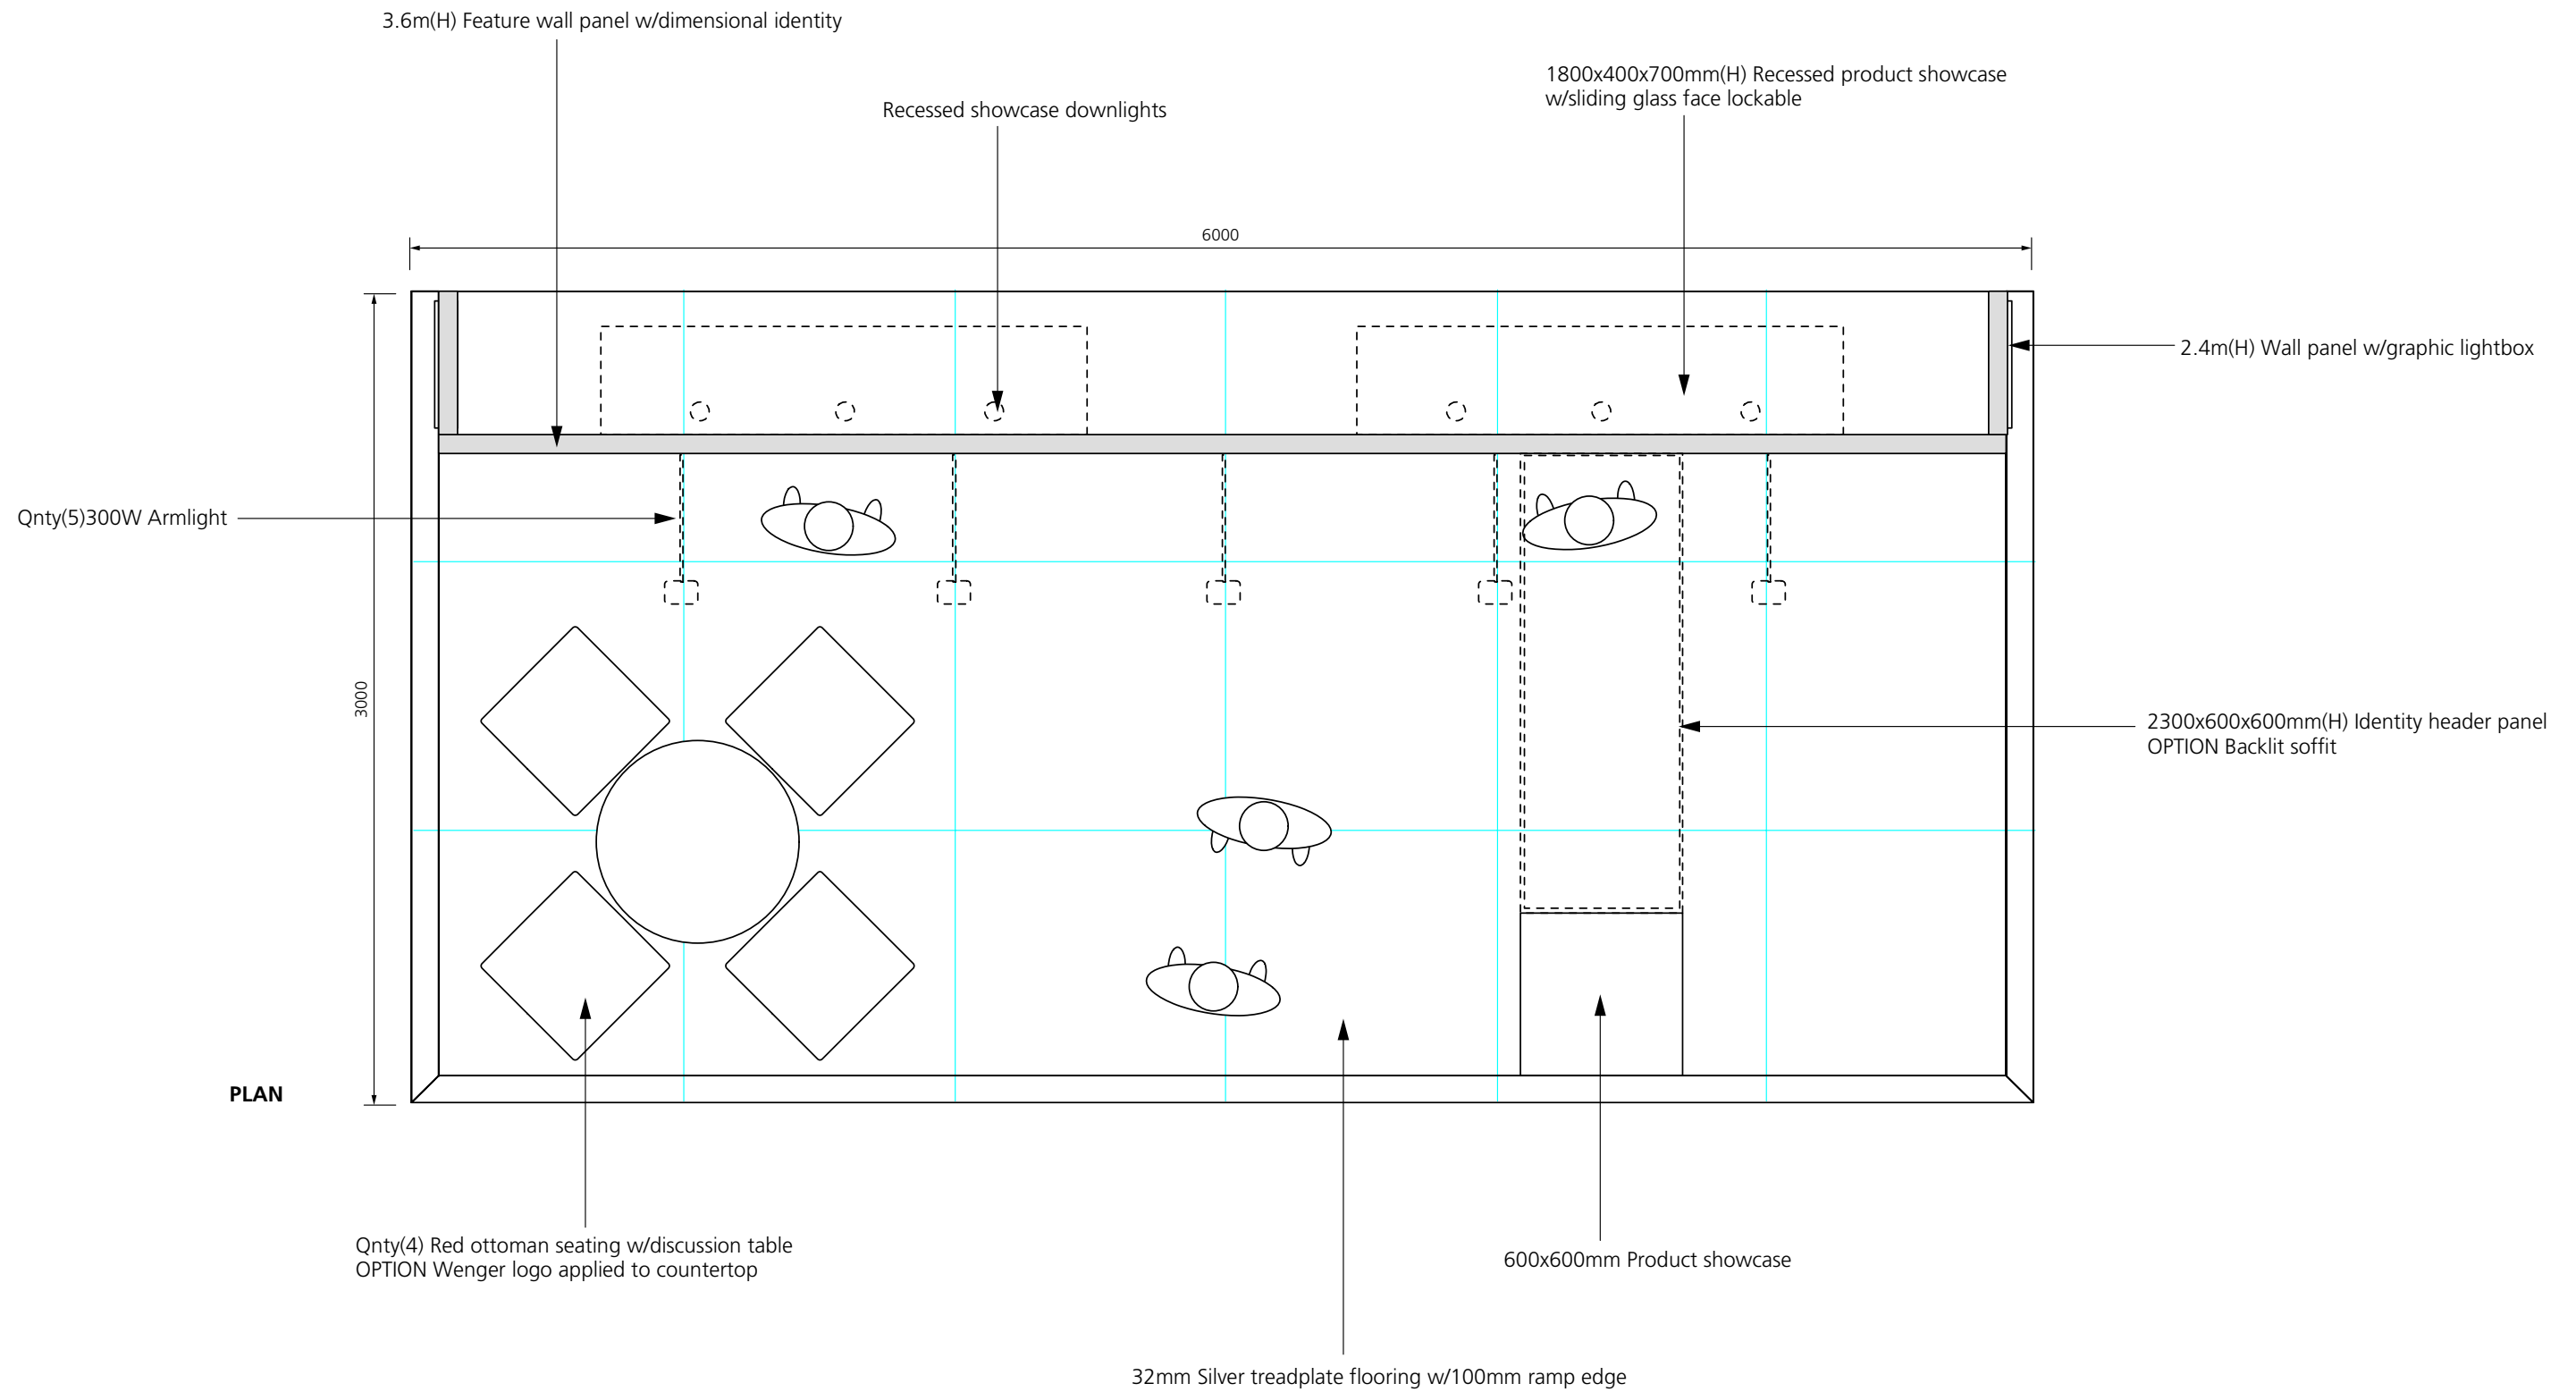 3.6m(H) Feature wall panel w/dimensional identity
1800x400x700mm(H) Recessed product showcase
w/sliding glass face lockable
Recessed showcase downlights
6000
2.4m(H) Wall panel w/graphic lightbox
Qnty(5)300W Armlight
3000
2300x600x600mm(H) Identity header panel
OPTION Backlit soffit
PLAN
Qnty(4) Red ottoman seating w/discussion table
OPTION Wenger logo applied to countertop
600x600mm Product showcase
32mm Silver treadplate flooring w/100mm ramp edge